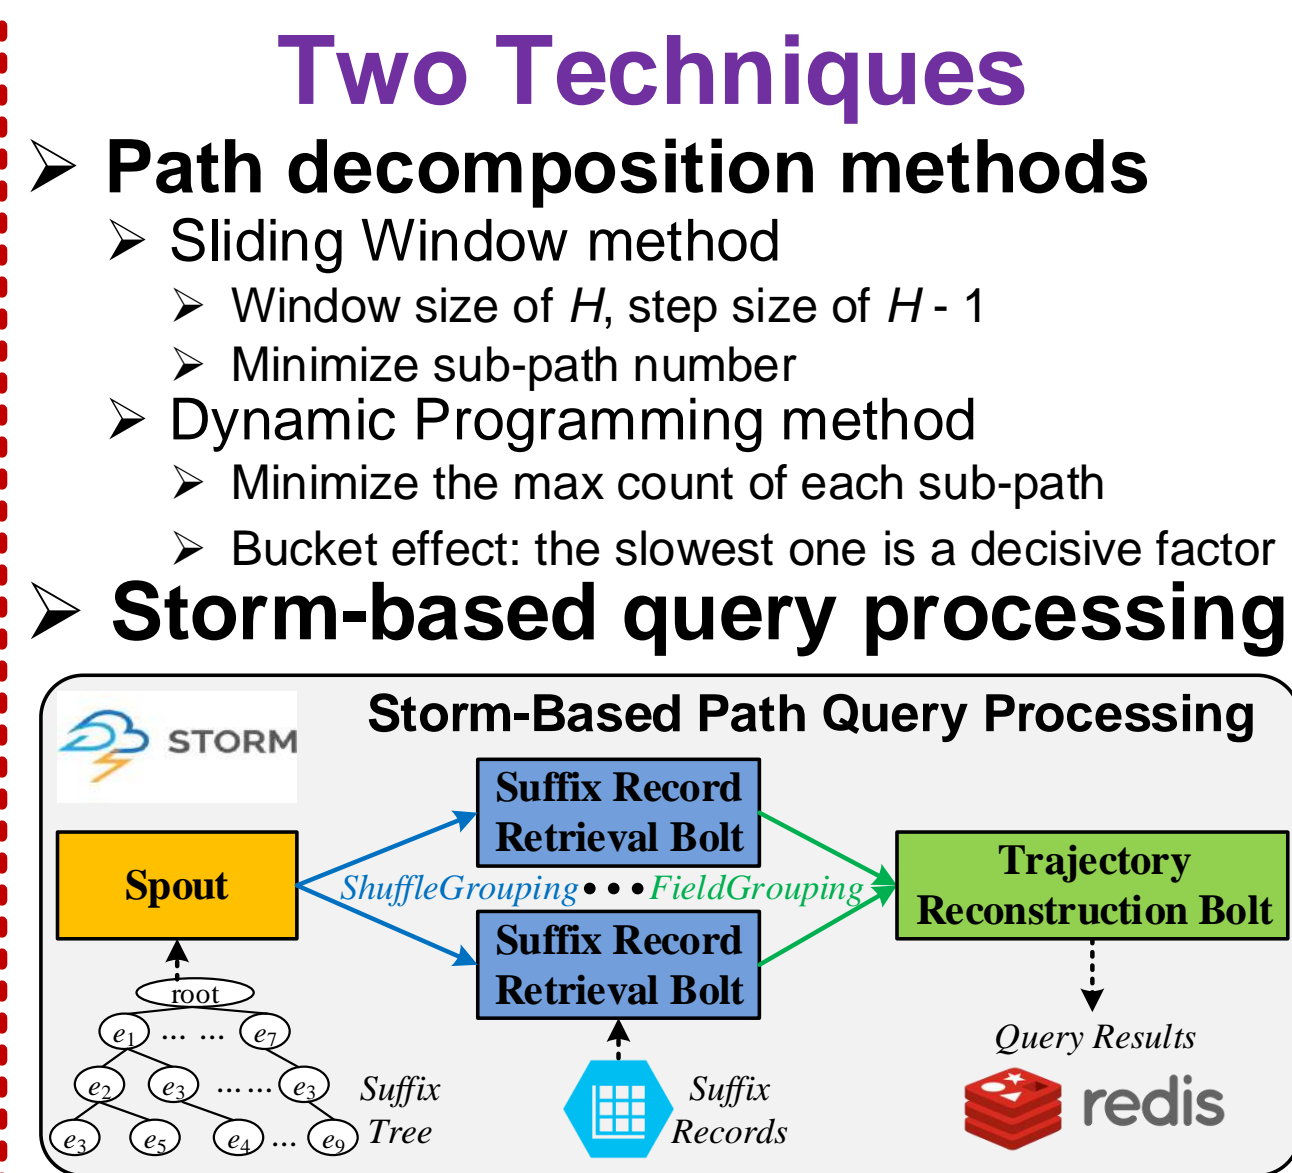 Two Techniques
➢ Path decomposition methods
➢ Sliding Window method
➢ Window size of H, step size of H - 1
➢ Minimize sub-path number
➢ Dynamic Programming method
➢ Minimize the max count of each sub-path
➢ Bucket effect: the slowest one is a decisive factor
➢ Storm-based query processing
STORM
Storm-Based Path Query Processing
Spout
ShuffleGrouping
Suffix Record
Retrieval Bolt
•••
Suffix Record
Retrieval Bolt
FieldGrouping
Trajectory
Reconstruction Bolt
root
e1 ... ... e7
e2 e3 ... ... e3
e3 e5 e4 ... e9
Suffix
Tree
Suffix
Records
Query Results
redis